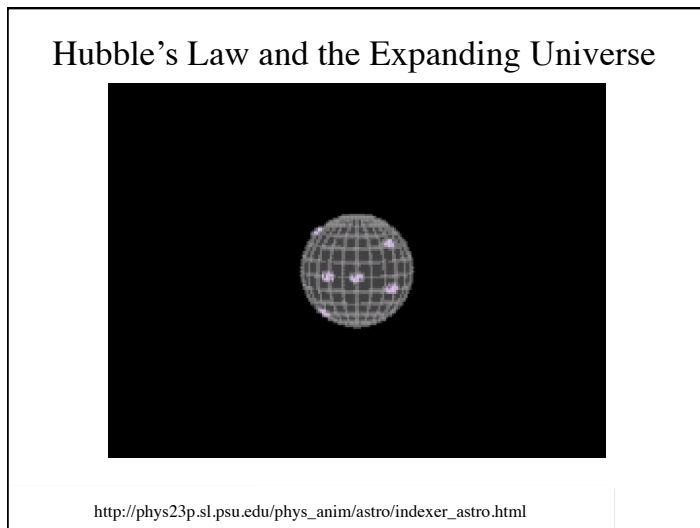 Hubble’s Law and the Expanding Universe
http://phys23p.sl.psu.edu/phys_anim/astro/indexer_astro.html